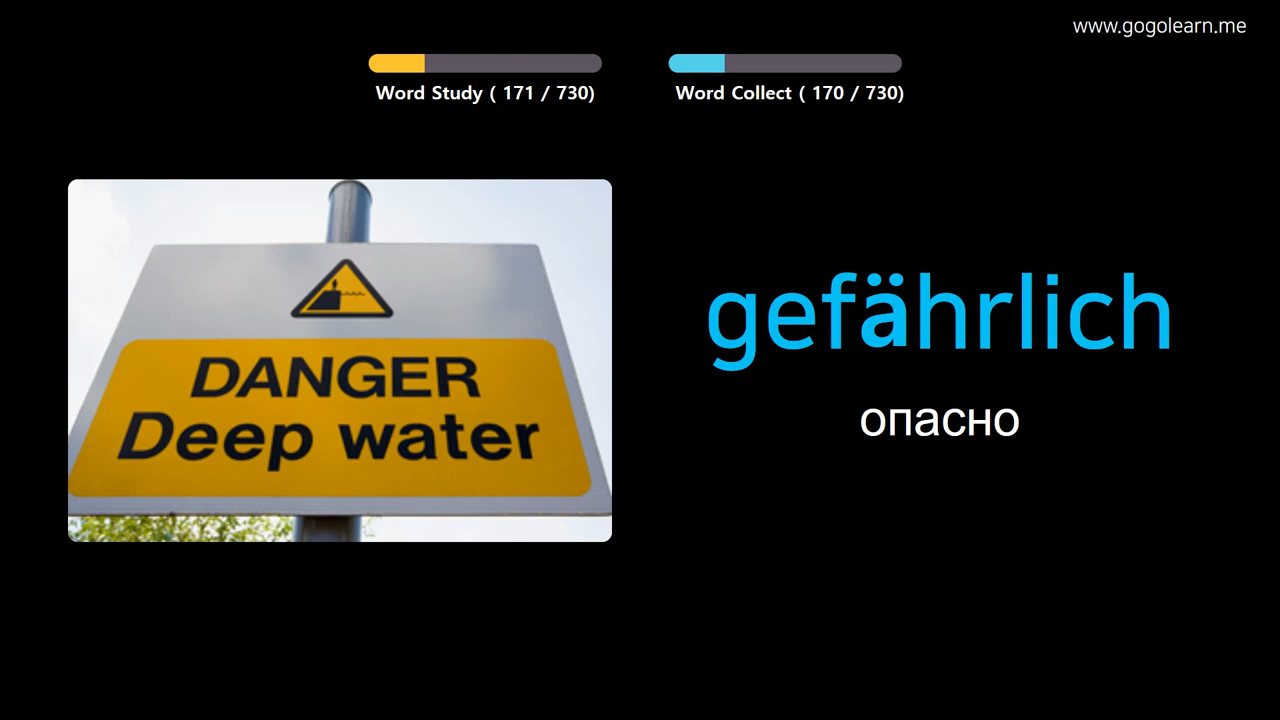 www.gogolearn.me
Word Study ( 171 / 730)
Word Collect ( 170 / 730)
DANGER
Deep water
gefährlich
опасно